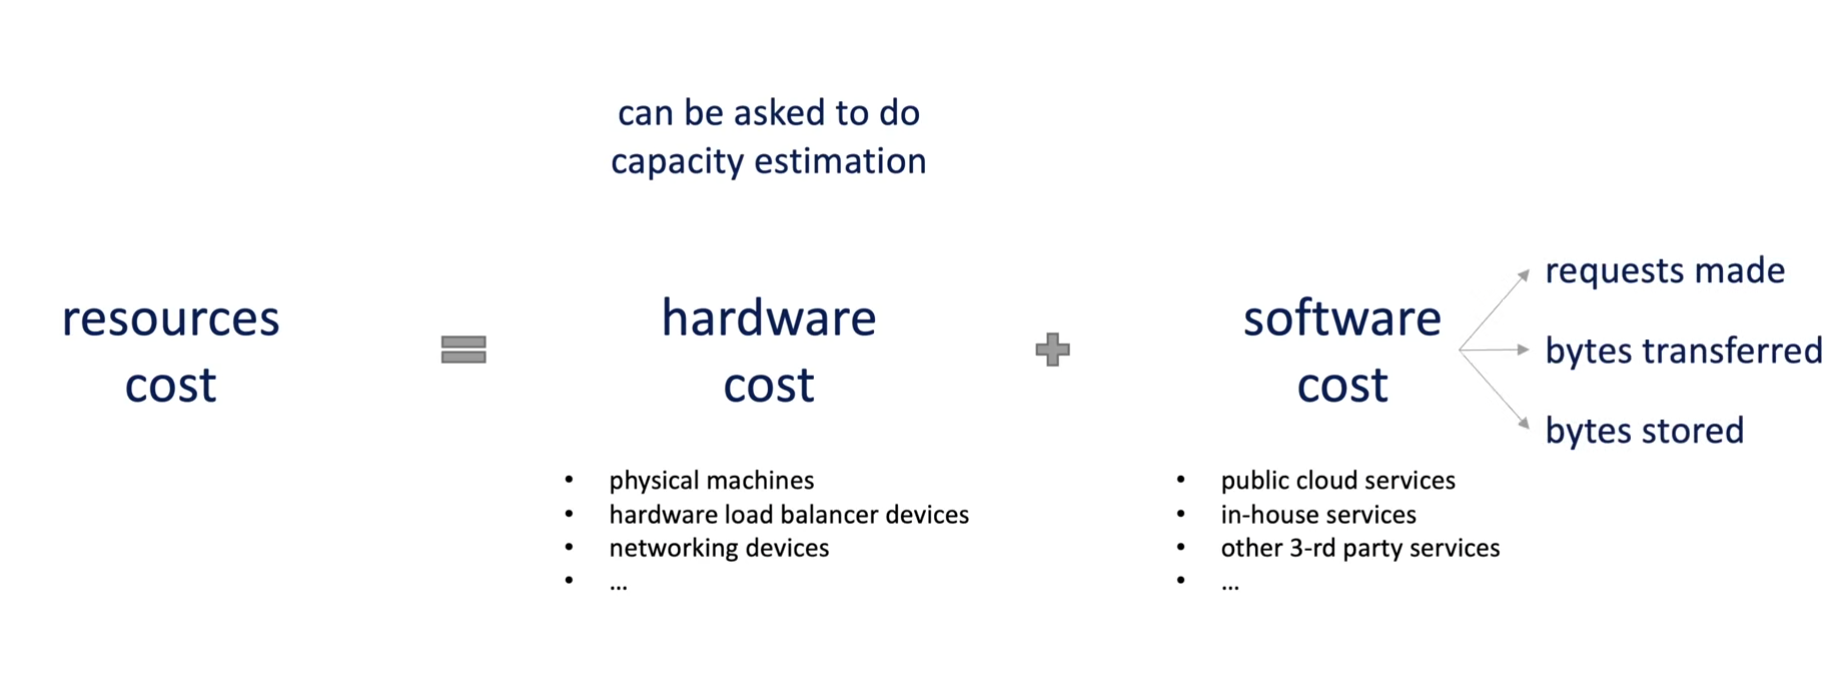 can be asked to do
capacity estimation
resources
cost
hardware
cost
• physical machines
• hardware load balancer devices
• networking devices
• ...
software
cost
requests made
bytes transferred
bytes stored
• public cloud services
• in-house services
• other 3-rd party services
• ...